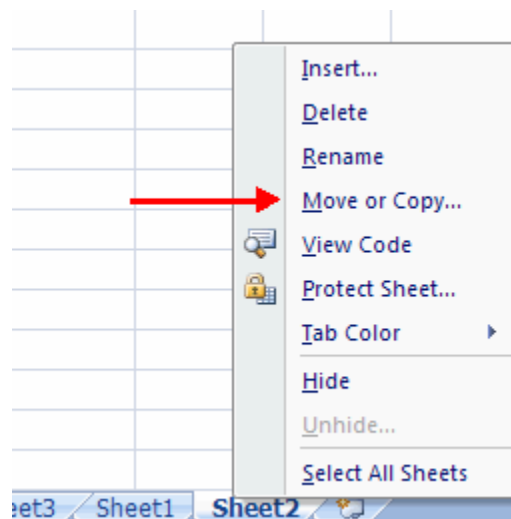 Insert...
Delete
Rename
Move or Copy...
View Code
Protect Sheet...
Tab Color
Hide
Unhide...
Select All Sheets
eet3 Sheet1 Sheet2